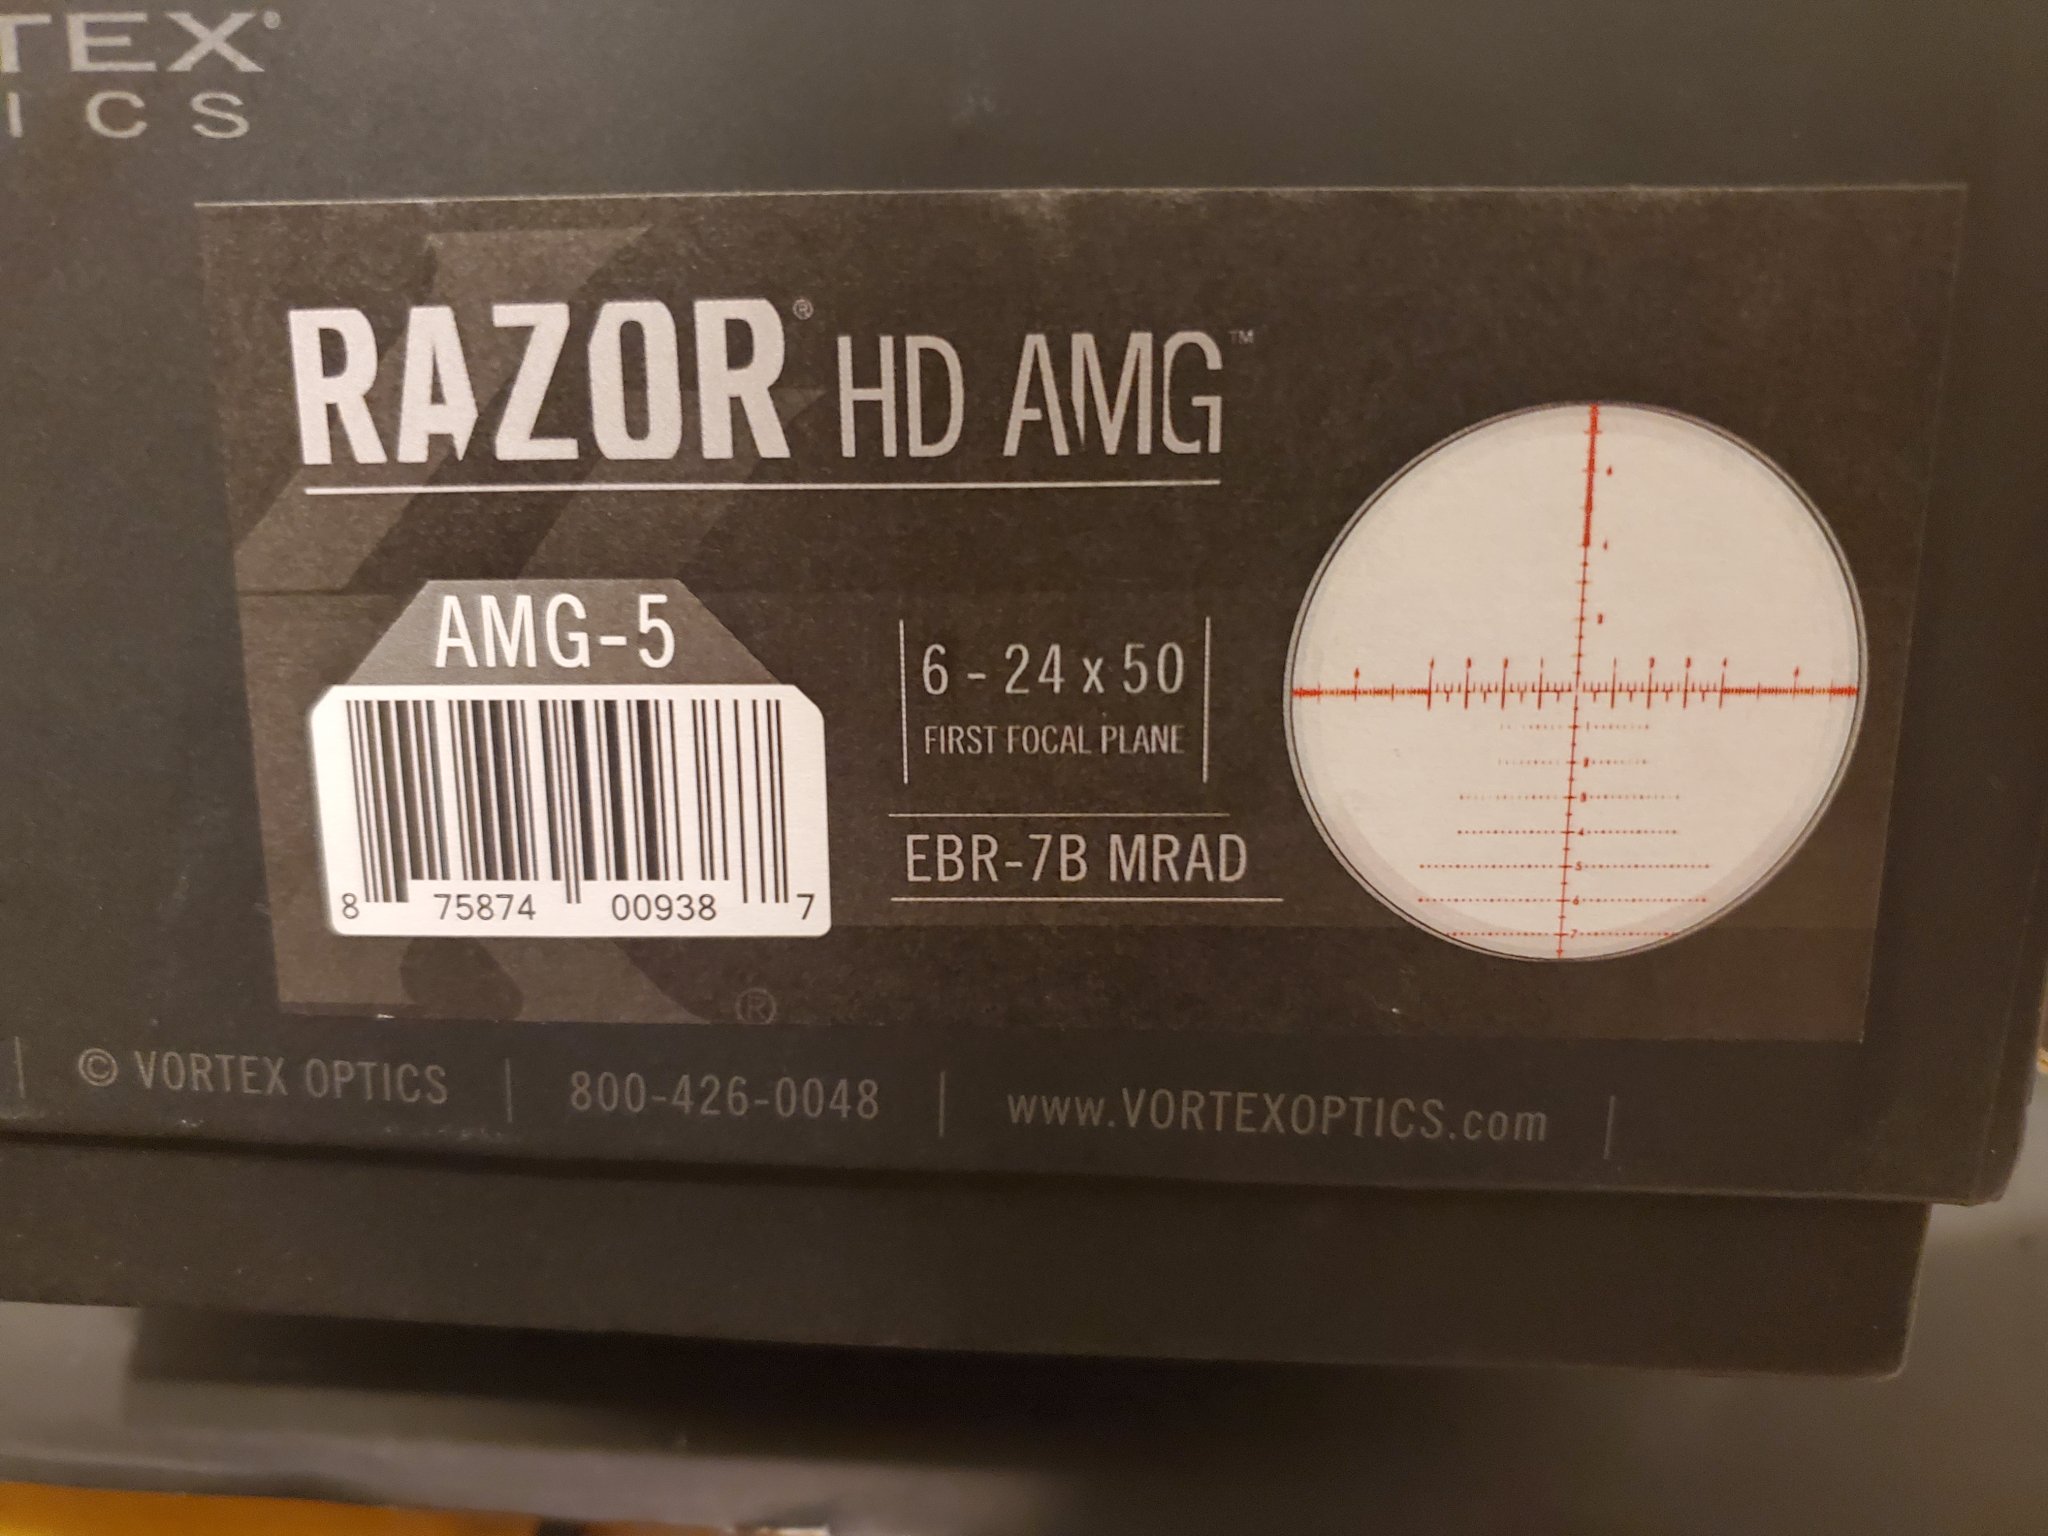 TEX®
ICS
RAZOR® HD AMG™
AMG-5
6 - 24 x 50
FIRST FOCAL PLANE
EBR-7B MRAD
8 75874 00938 7
®
© VORTEX OPTICS | 800-426-0048 | www.VORTEXOPTICS.com |